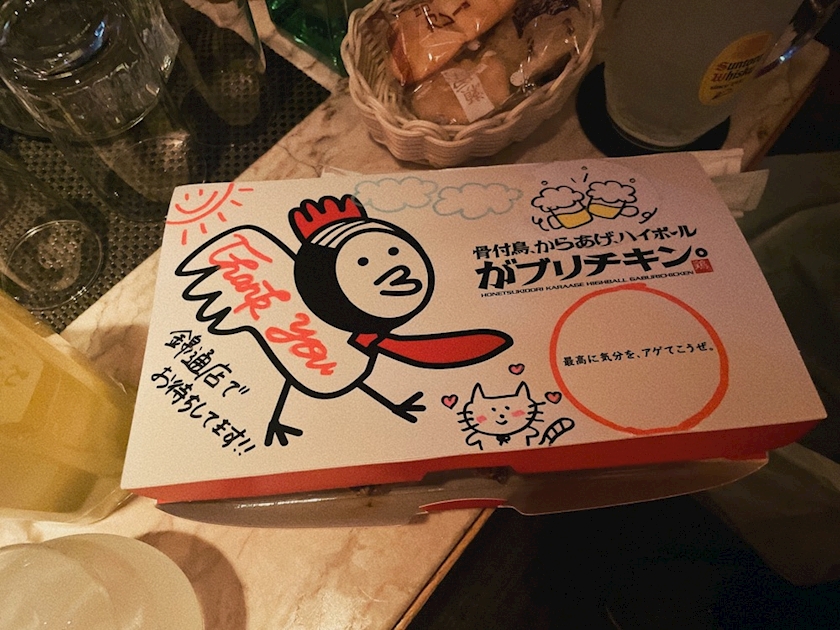 Thank
you
錦通店で
お待ちしてます!!
骨付鳥、からあげ、ハイボール
がブリチキン。
HONETSUKIDORI KARAAGE HIGHBALL GABURICHICKEN
最高に気分を、アゲてこうぜ。
Suntory
Whisky